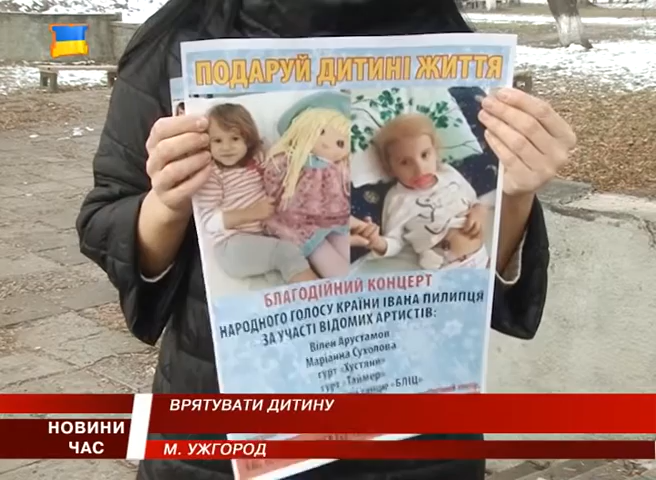 ПОДАРУЙ ДИТИНІ ЖИТТЯ
БЛАГОДІЙНИЙ КОНЦЕРТ
НАРОДНОГО ГОЛОСУ КРАЇНИ ІВАНА ПИЛИПЦЯ
ЗА УЧАСТІ ВІДОМИХ АРТИСТІВ:
Вілен Арустамов
Маріанна Сухолова
гурт «Хустяни»
гурт «Таймер»
танцю «БЛІЦ»
ВРЯТУВАТИ ДИТИНУ
НОВИНИ
ЧАС
М. УЖГОРОД